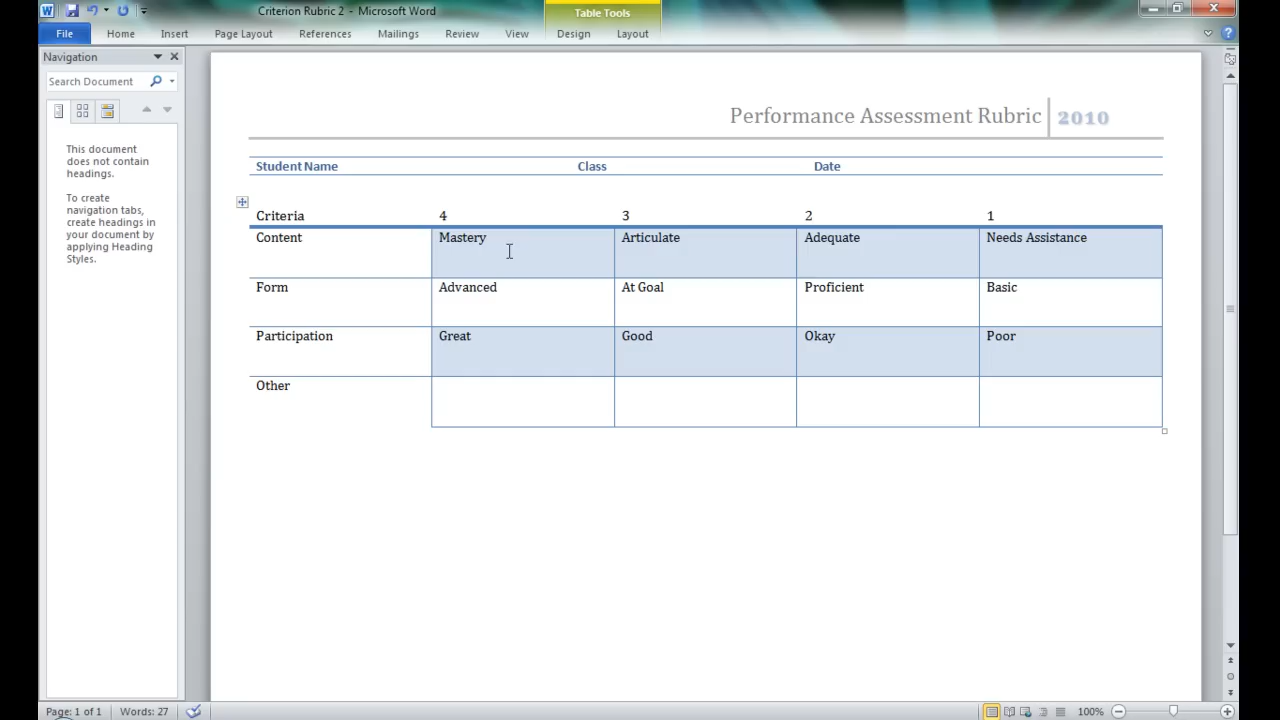 Criterion Rubric 2 - Microsoft Word
Table Tools
File Home Insert Page Layout References Mailings Review View Design Layout
Navigation
Search Document
This document
does not contain
headings.
To create
navigation tabs,
create headings in
your document by
applying Heading
Styles.
Performance Assessment Rubric 2010
Student Name Class Date
Criteria 4 3 2 1
Content Mastery Articulate Adequate Needs Assistance
Form Advanced At Goal Proficient Basic
Participation Great Good Okay Poor
Other
Page: 1 of 1 Words: 27 100%